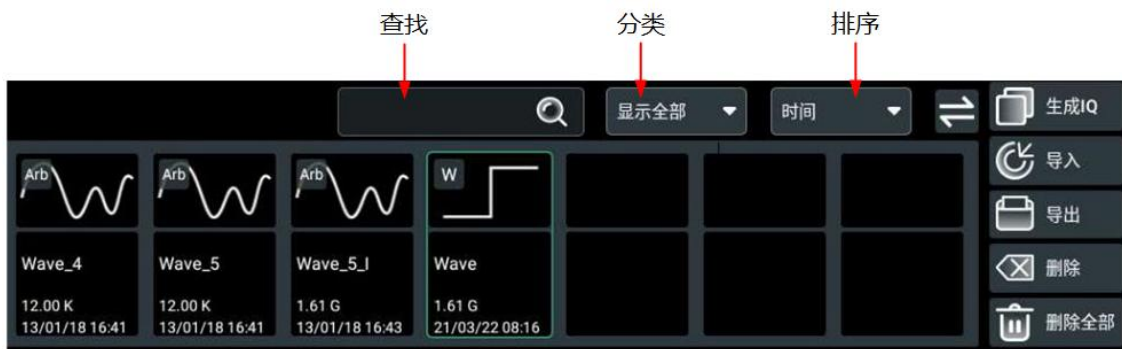 查找 分类 排序
显示全部 时间 生成IQ
导入
Arb Arb Arb W
导出
Wave_4 Wave_5 Wave_5_I Wave
删除
12.00 K 12.00 K 1.61 G 1.61 G
13/01/18 16:41 13/01/18 16:41 13/01/18 16:43 21/03/22 08:16
删除全部